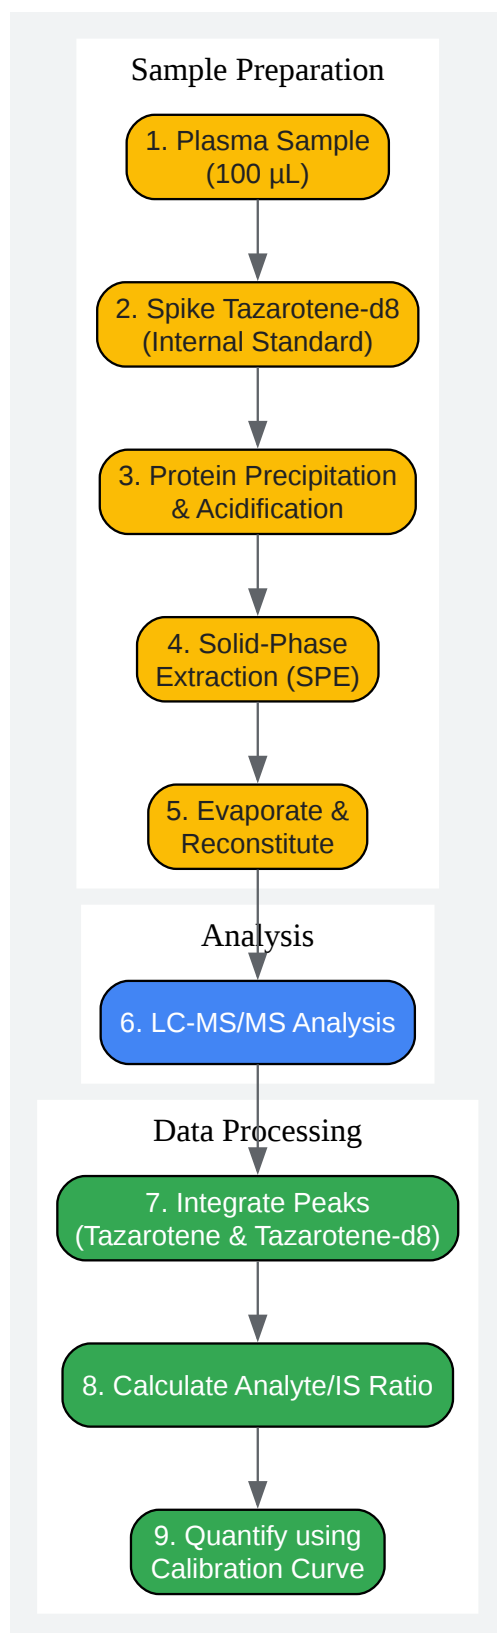 Sample Preparation
1. Plasma Sample
(100 µL)
2. Spike Tazarotene-d8
(Internal Standard)
3. Protein Precipitation
& Acidification
4. Solid-Phase
Extraction (SPE)
5. Evaporate &
Reconstitute
Analysis
6. LC-MS/MS Analysis
Data Processing
7. Integrate Peaks
(Tazarotene & Tazarotene-d8)
8. Calculate Analyte/IS Ratio
9. Quantify using
Calibration Curve